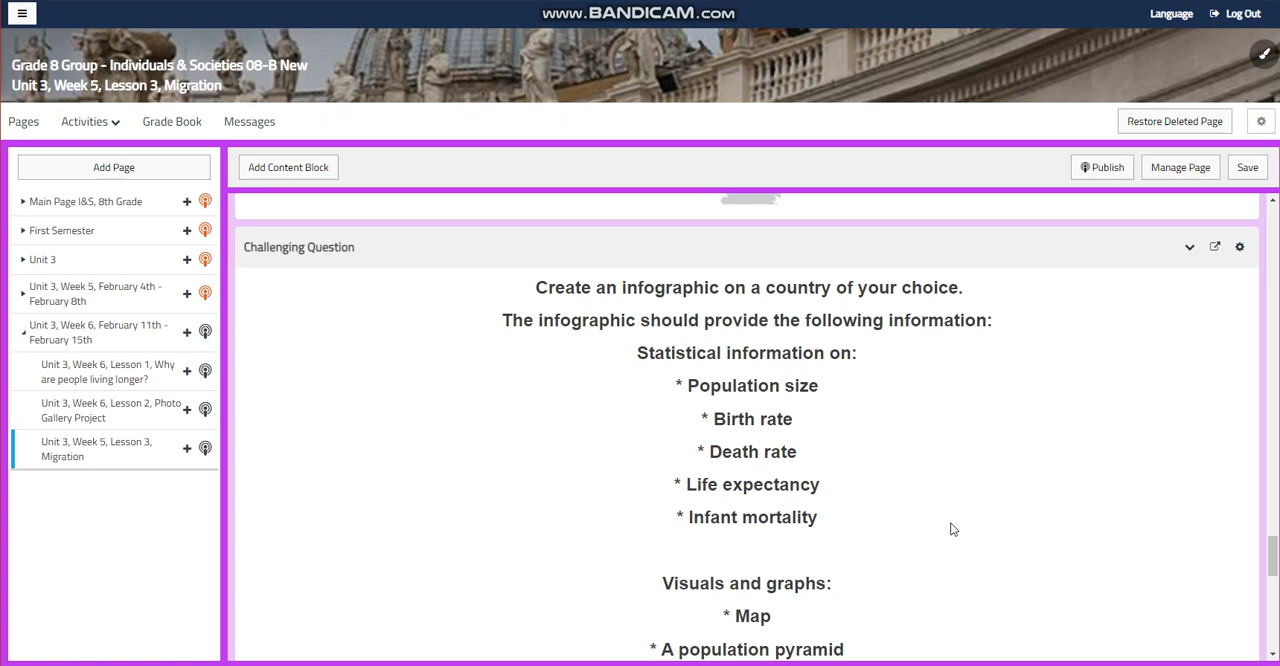 www.BANDICAM.com
Language
Log Out
Grade 8 Group - Individuals & Societies 08-B New
Unit 3, Week 5, Lesson 3, Migration
Pages
Activities
Grade Book
Messages
Restore Deleted Page
Add Page
Add Content Block
Publish
Manage Page
Save
Main Page I&S, 8th Grade
First Semester
Unit 3
Unit 3, Week 5, February 4th -
February 8th
Unit 3, Week 6, February 11th -
February 15th
Unit 3, Week 6, Lesson 1, Why
are people living longer?
Unit 3, Week 6, Lesson 2, Photo
Gallery Project
Unit 3, Week 5, Lesson 3,
Migration
Challenging Question
Create an infographic on a country of your choice.
The infographic should provide the following information:
Statistical information on:
* Population size
* Birth rate
* Death rate
* Life expectancy
* Infant mortality
Visuals and graphs:
* Map
* A population pyramid